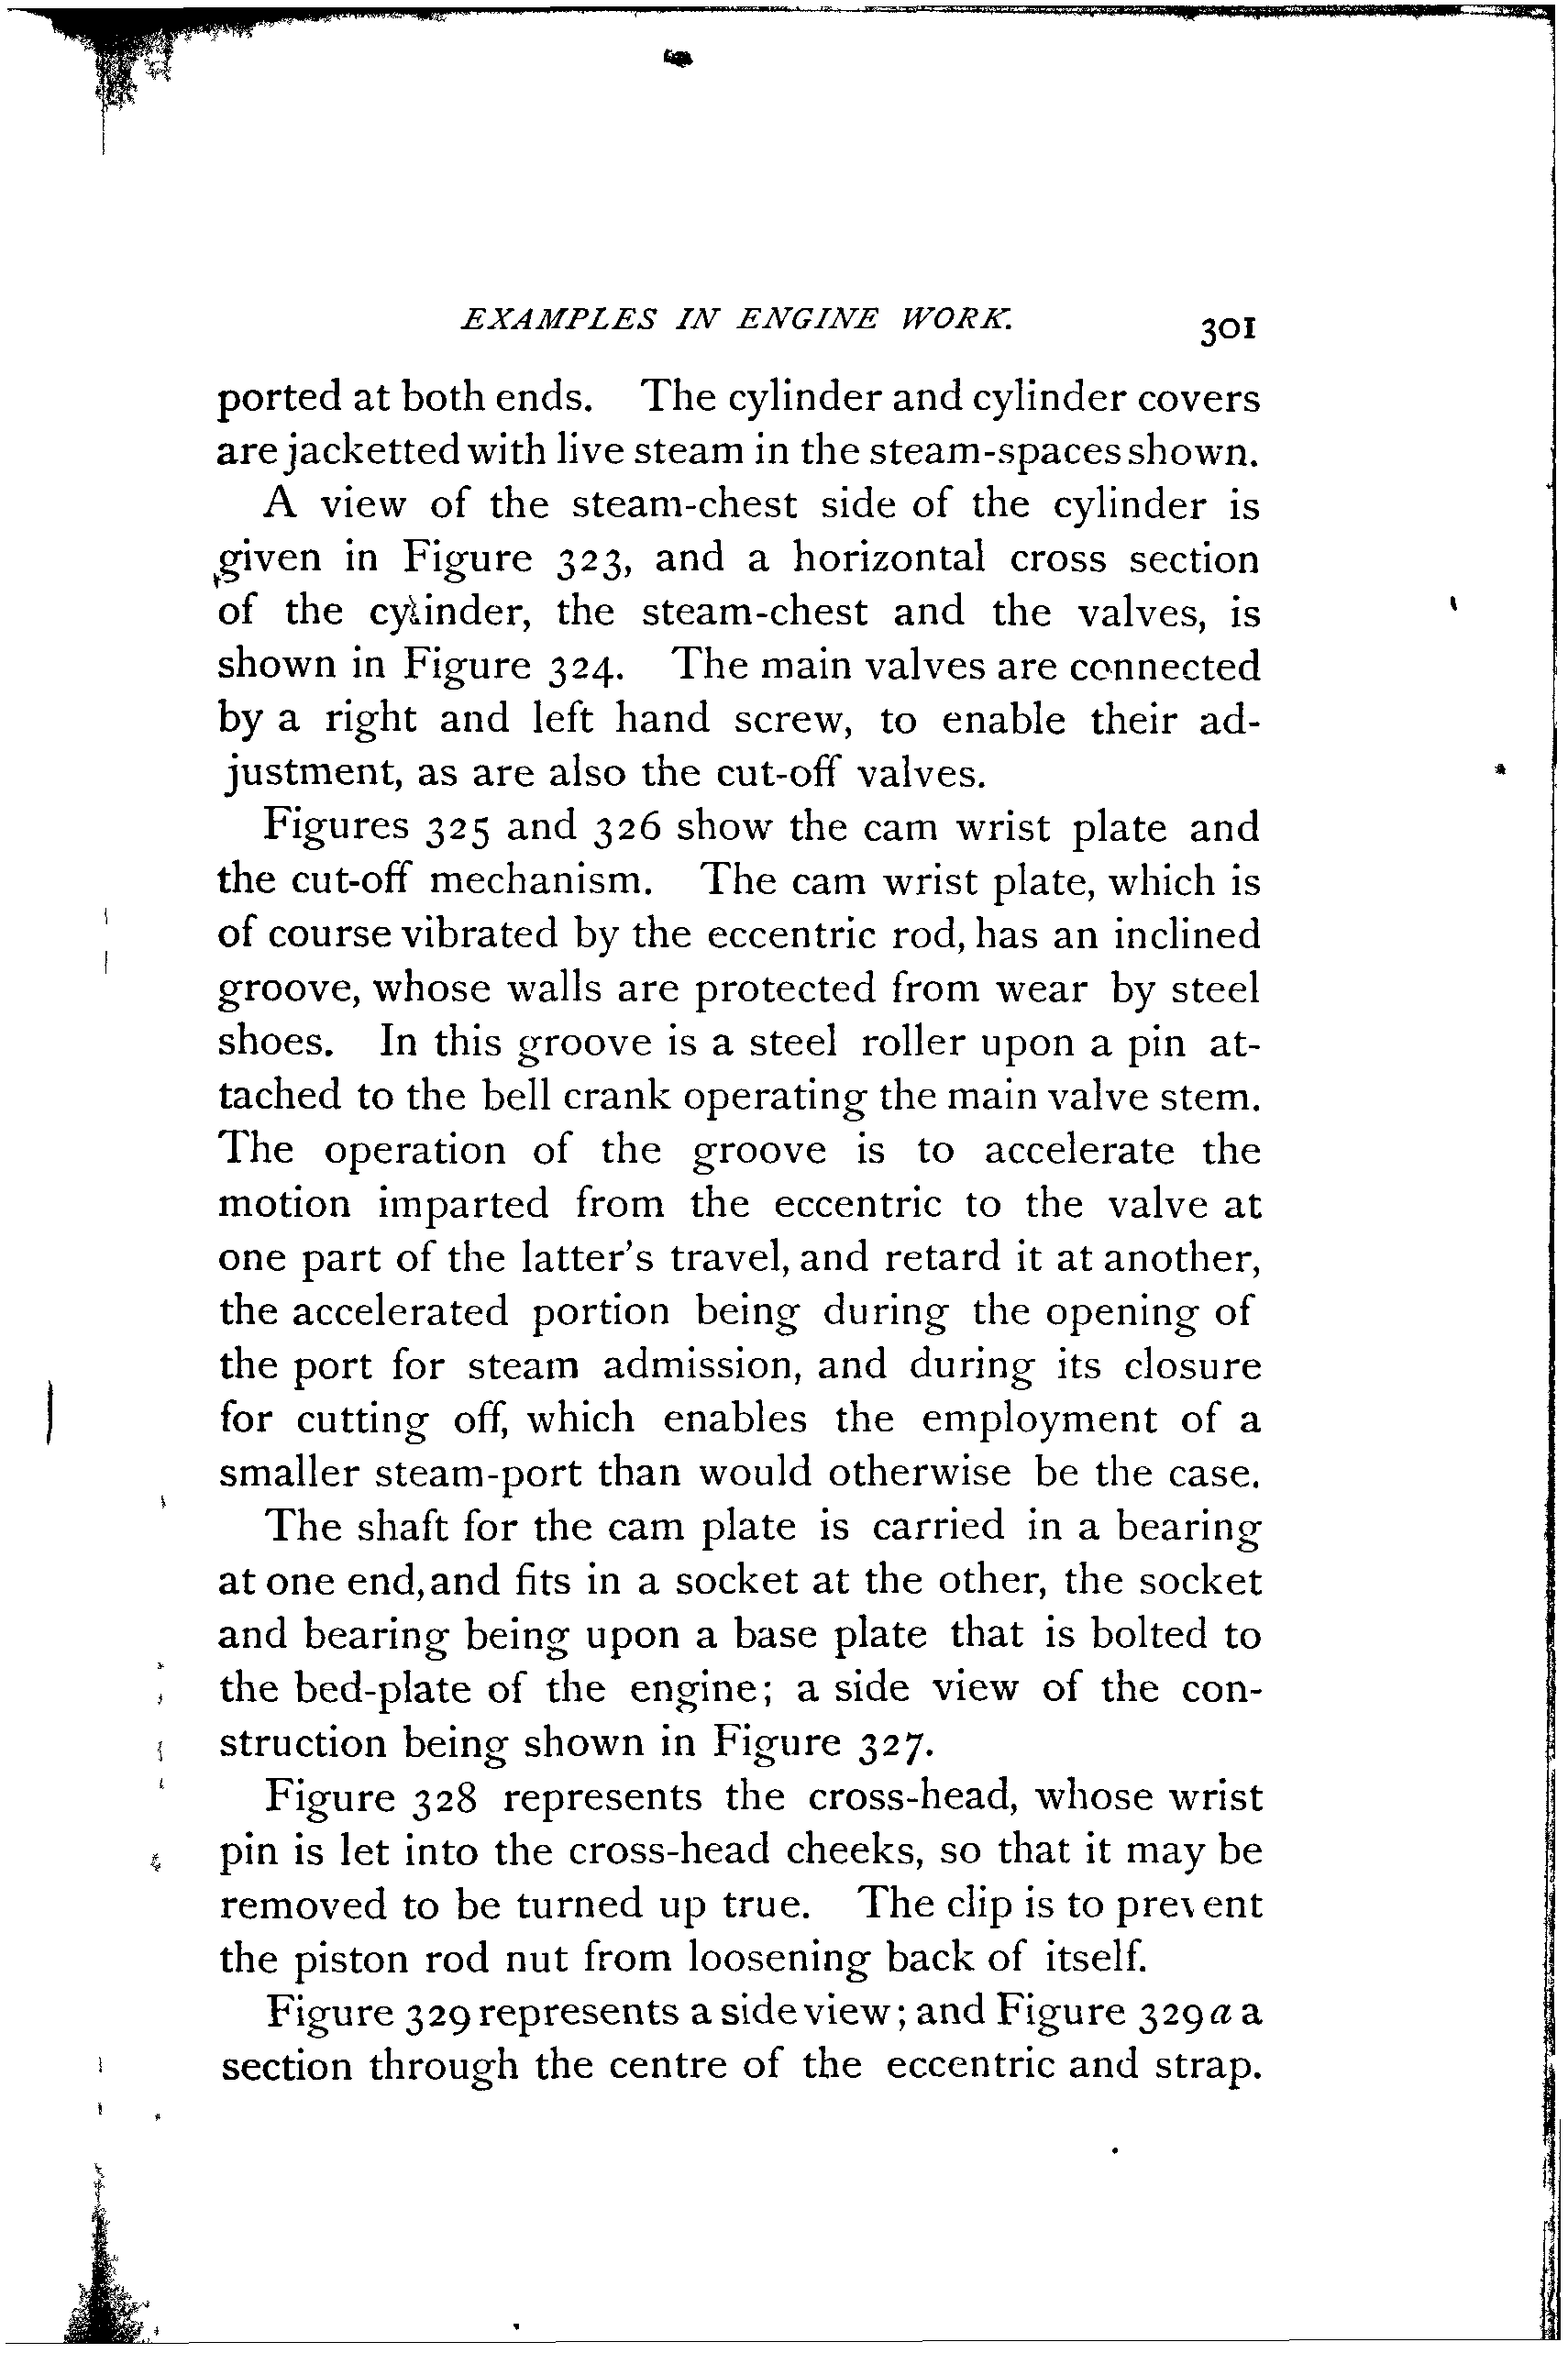 EXAMPLES IN ENGINE WORK. 301
ported at both ends. The cylinder and cylinder covers
are jacketted with live steam in the steam-spaces shown.
A view of the steam-chest side of the cylinder is
given in Figure 323, and a horizontal cross section
of the cylinder, the steam-chest and the valves, is
shown in Figure 324. The main valves are connected
by a right and left hand screw, to enable their ad-
justment, as are also the cut-off valves.
Figures 325 and 326 show the cam wrist plate and
the cut-off mechanism. The cam wrist plate, which is
of course vibrated by the eccentric rod, has an inclined
groove, whose walls are protected from wear by steel
shoes. In this groove is a steel roller upon a pin at-
tached to the bell crank operating the main valve stem.
The operation of the groove is to accelerate the
motion imparted from the eccentric to the valve at
one part of the latter's travel, and retard it at another,
the accelerated portion being during the opening of
the port for steam admission, and during its closure
for cutting off, which enables the employment of a
smaller steam-port than would otherwise be the case.
The shaft for the cam plate is carried in a bearing
at one end, and fits in a socket at the other, the socket
and bearing being upon a base plate that is bolted to
the bed-plate of the engine; a side view of the con-
struction being shown in Figure 327.
Figure 328 represents the cross-head, whose wrist
pin is let into the cross-head cheeks, so that it may be
removed to be turned up true. The clip is to prevent
the piston rod nut from loosening back of itself.
Figure 329 represents a side view; and Figure 329 a a
section through the centre of the eccentric and strap.